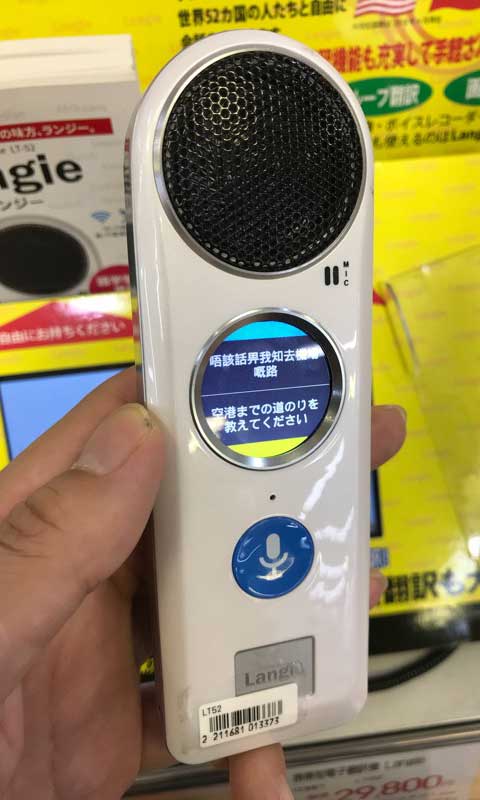 世界52カ国の人たちと自由に
機能も充実して手軽さ
ループ翻訳
ボイスレコーダー
も使えるのはLang
の味方、ランジー。
LT-52
ngie
ンジー
自由にお持ちください
MIC
唔該話畀我知去機場
嘅路
空港までの道のりを
教えてください
翻訳も
Langie
LT52
2 211681 013373
29,800